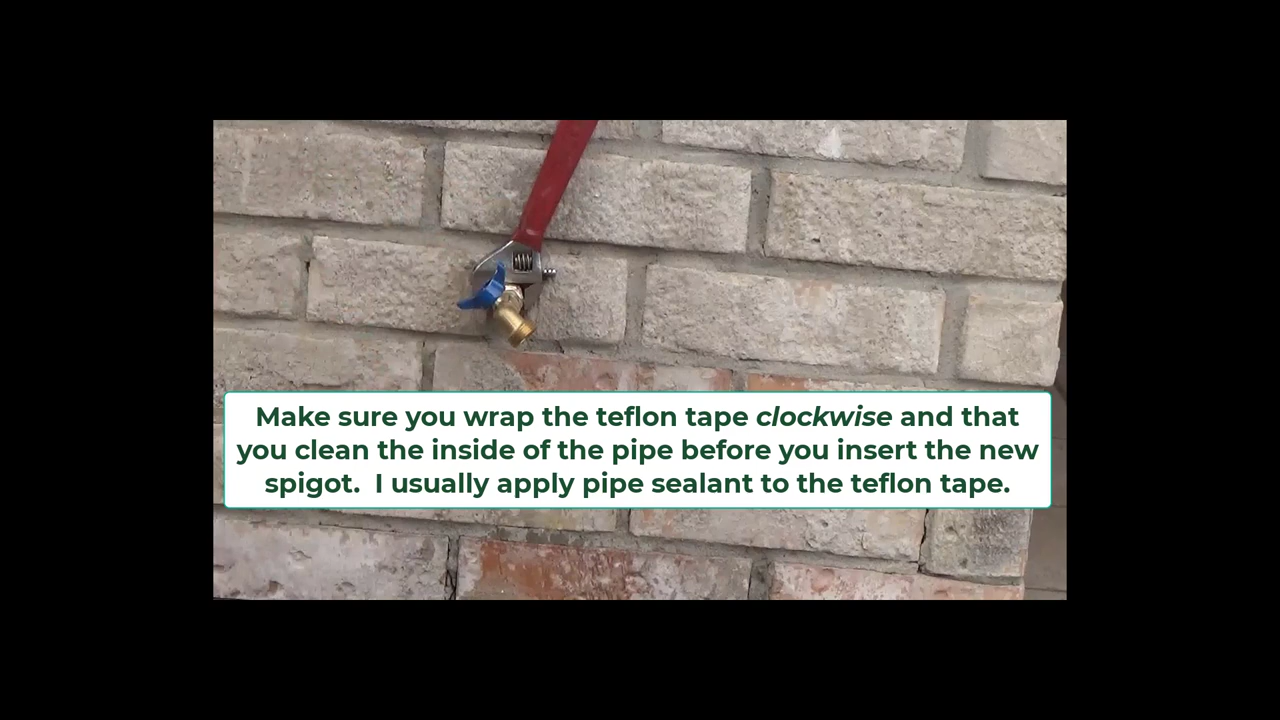 Make sure you wrap the teflon tape clockwise and that
you clean the inside of the pipe before you insert the new
spigot.  I usually apply pipe sealant to the teflon tape.